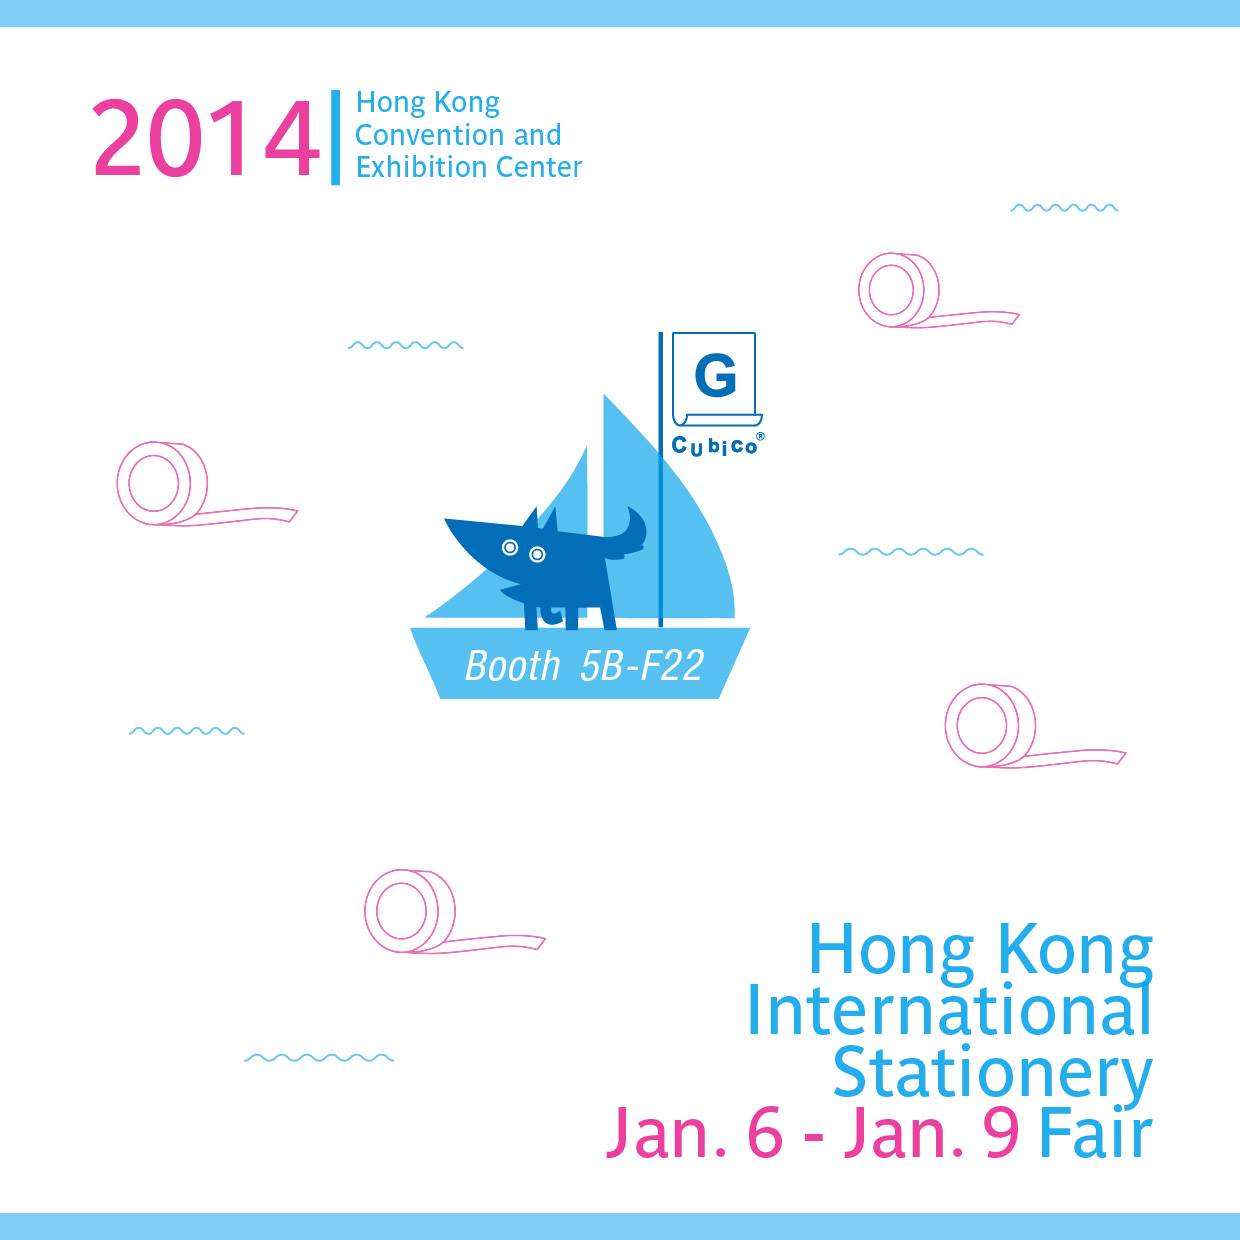 2014
Hong Kong
Convention and
Exhibition Center
G
Cubico®
Booth 5B-F22
Hong Kong
International
Stationery
Jan. 6 - Jan. 9 Fair